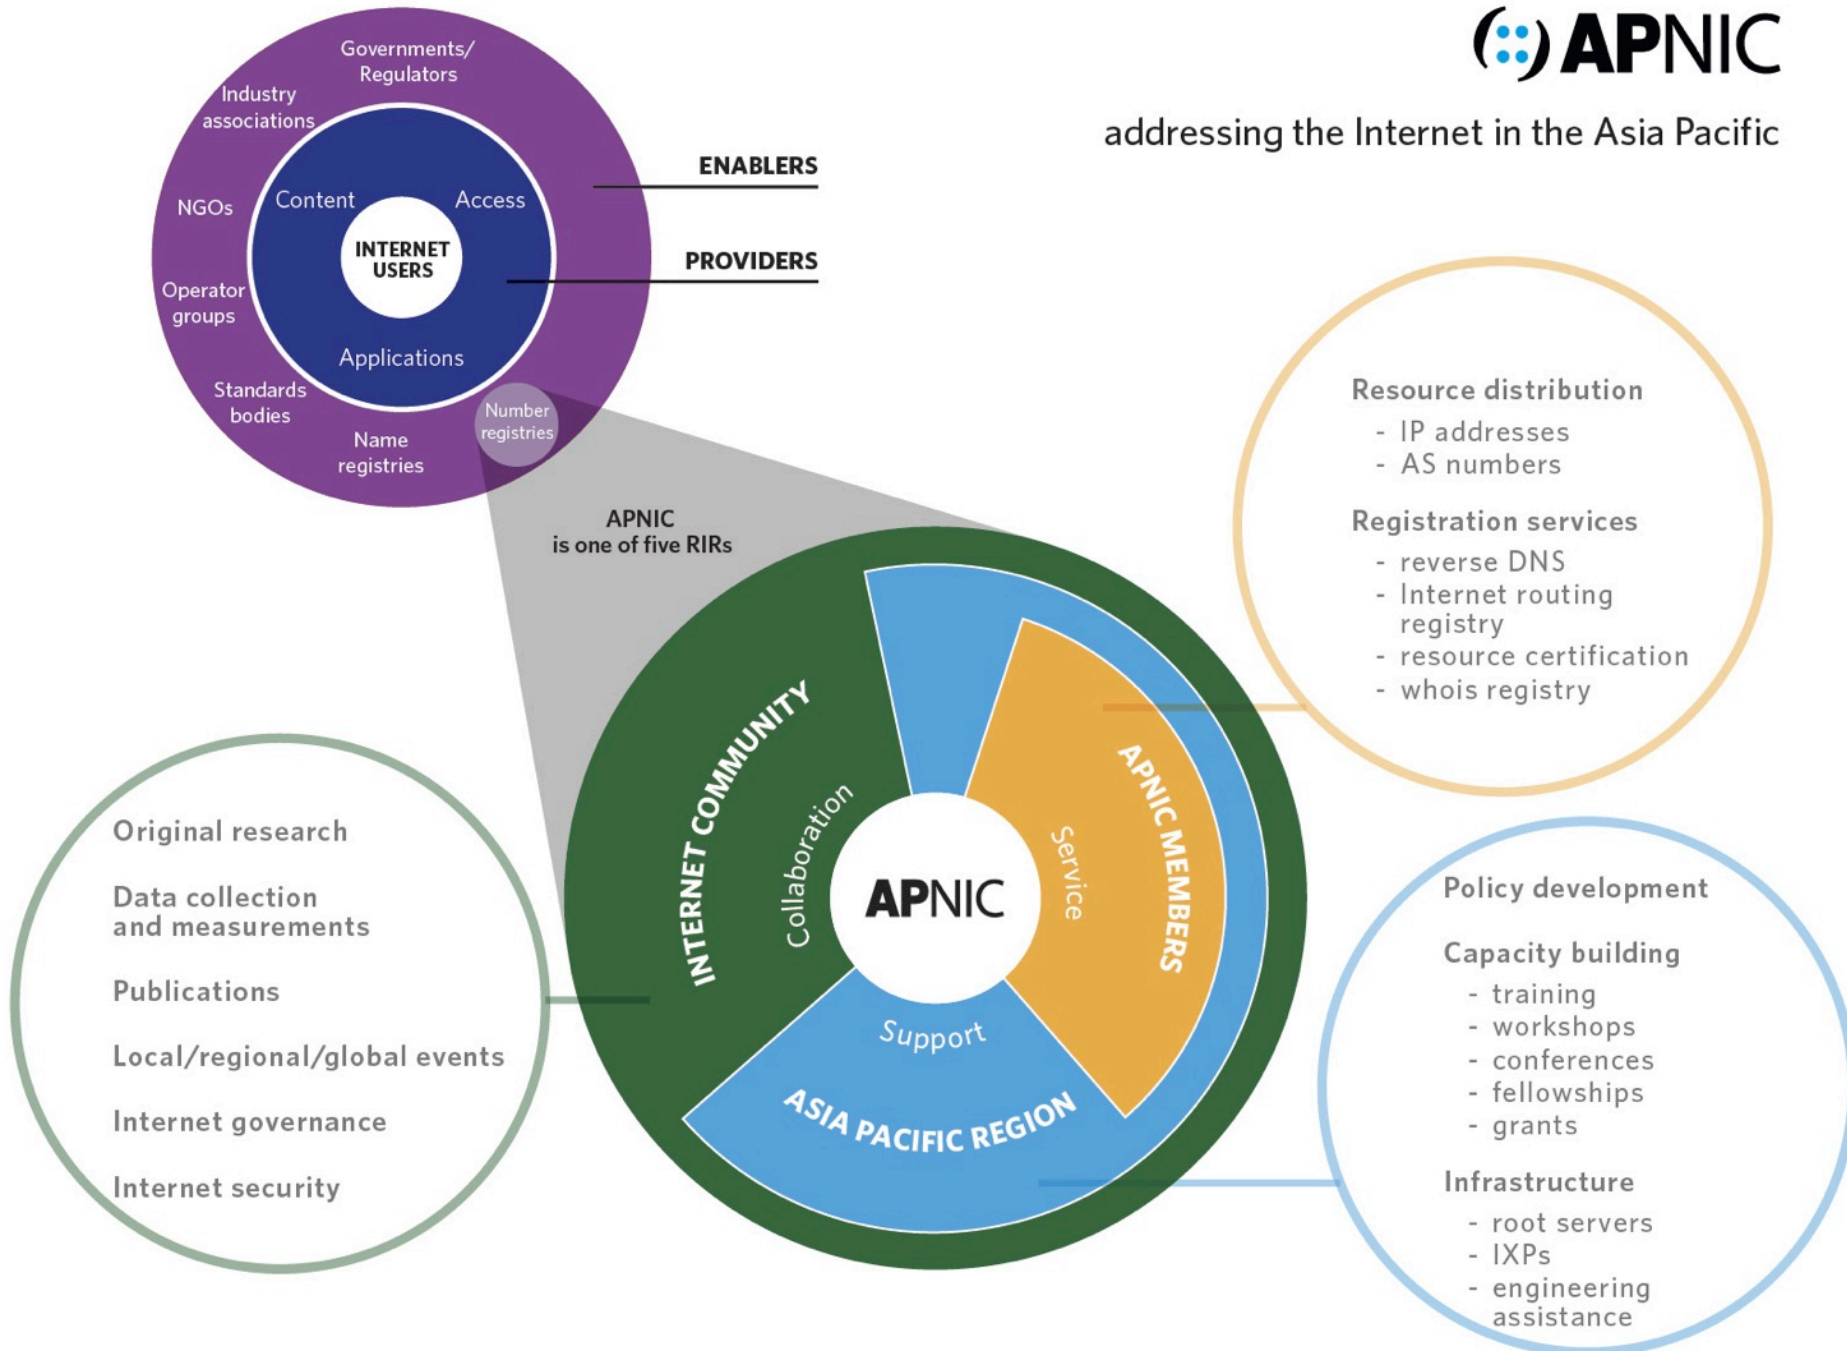 APNIC
addressing the Internet in the Asia Pacific
Governments/
Regulators
Industry
associations
NGOs
Operator
groups
Standards
bodies
Name
registries
Number
registries
Content
Access
Applications
INTERNET
USERS
ENABLERS
PROVIDERS
APNIC
is one of five RIRs
INTERNET COMMUNITY
Collaboration
APNIC
Service
APNIC MEMBERS
Support
ASIA PACIFIC REGION
Resource distribution
- IP addresses
- AS numbers
Registration services
- reverse DNS
- Internet routing
registry
- resource certification
- whois registry
Original research
Data collection
and measurements
Publications
Local/regional/global events
Internet governance
Internet security
Policy development
Capacity building
- training
- workshops
- conferences
- fellowships
- grants
Infrastructure
- root servers
- IXPs
- engineering
assistance